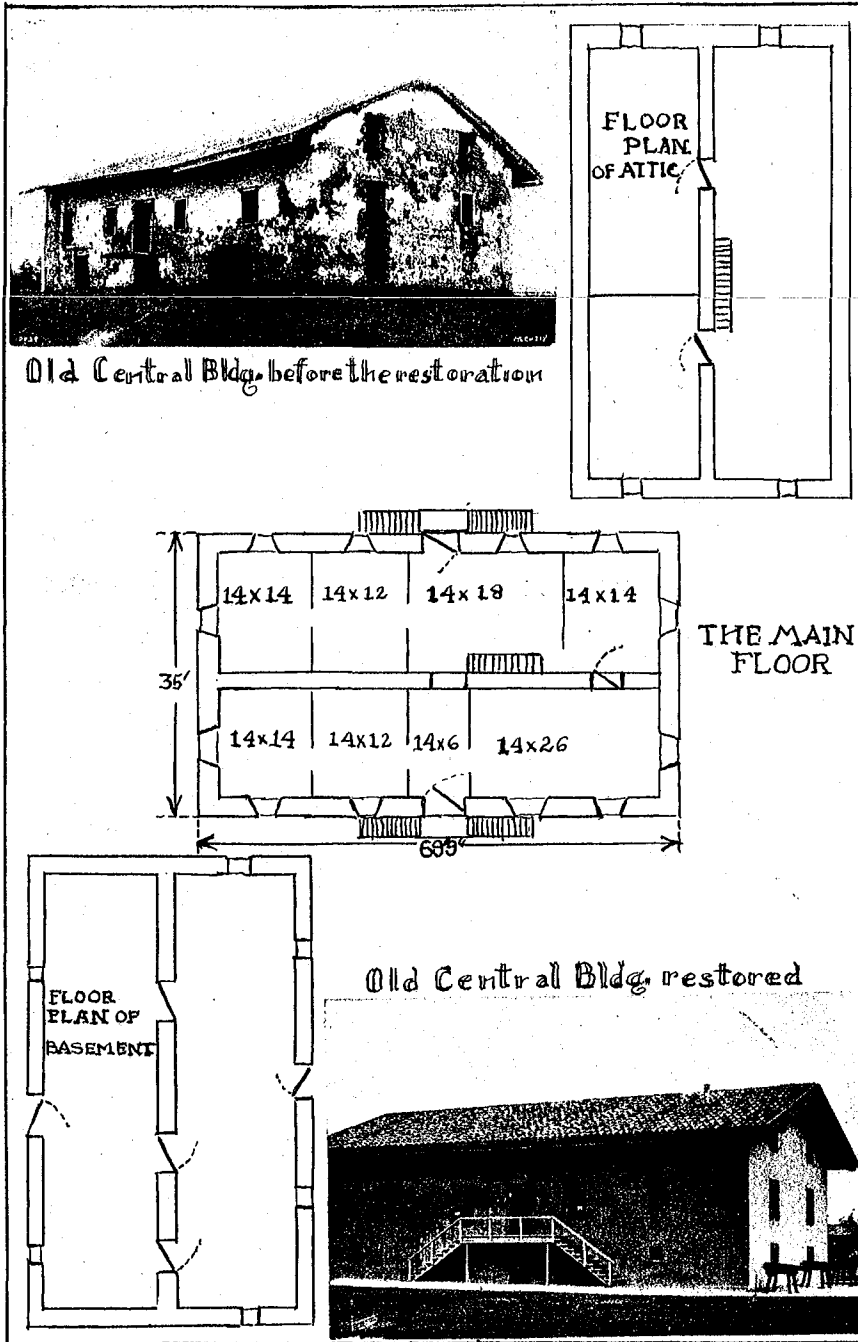 FLOOR
PLAN
OF ATTIC
Old Central Bldg. before the restoration
14x14
14x12
14x18
14x14
THE MAIN
FLOOR
35'
14x14
14x12
14x6
14x26
FLOOR
PLAN OF
BASEMENT
Old Central Bldg. restored